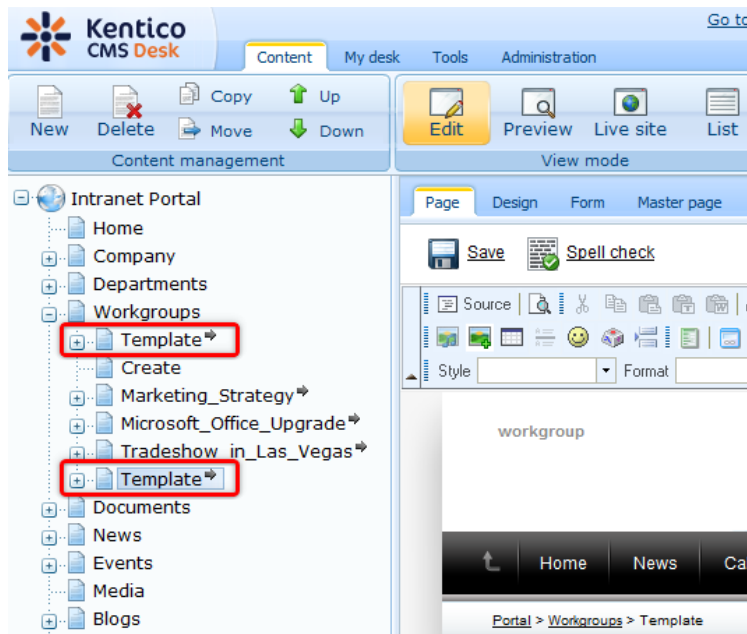 Kentico
CMS Desk
Go to
Content My desk Tools Administration
New Delete Copy Move Up Down
Content management
Edit Preview Live site List
View mode
Intranet Portal
Home
Company
Departments
Workgroups
Template
Create
Marketing_Strategy
Microsoft_Office_Upgrade
Tradeshow_in_Las_Vegas
Template
Documents
News
Events
Media
Blogs
Page Design Form Master page
Save Spell check
Source
Style Format
workgroup
Home News Ca
Portal > Workgroups > Template